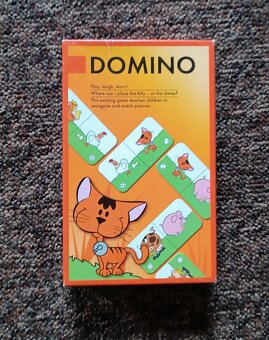 DOMINO
Play, laugh, learn!
Where can I place the kitty – or the sheep?
This exciting game teaches children to
recognise and match pictures